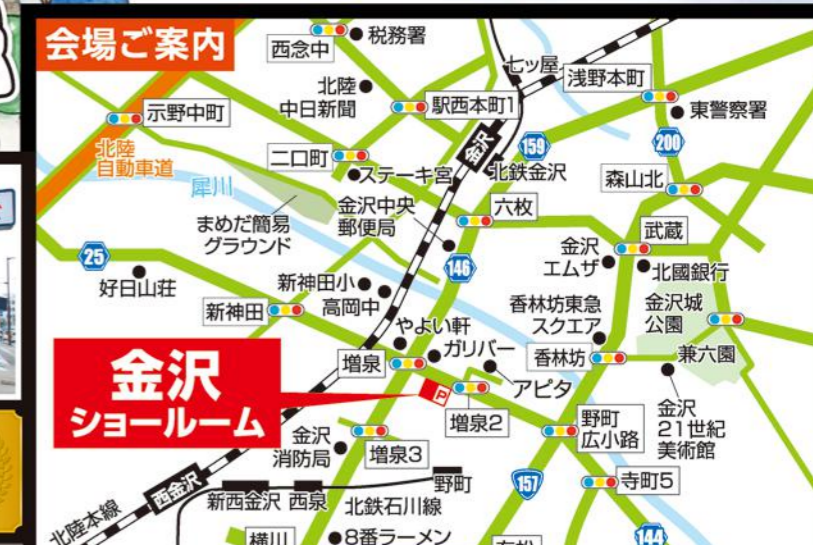 会場ご案内
西念中
税務署
七ッ屋
浅野本町
北陸
中日新聞
駅西本町1
東警察署
示野中町
金沢
159
200
北陸
自動車道
二口町
ステーキ宮
北鉄金沢
森山北
犀川
まめだ簡易
グラウンド
金沢中央
郵便局
六枚
武蔵
金沢
エムザ
北國銀行
25
好日山荘
146
新神田小
高岡中
新神田
香林坊東急
スクエア
金沢城
公園
やよい軒
ガリバー
増泉
香林坊
兼六園
アピタ
金沢
ショールーム
P
増泉2
野町
広小路
金沢
21世紀
美術館
金沢
消防局
増泉3
野町
157
寺町5
西金沢
新西金沢
西泉
北鉄石川線
北陸本線
横川
8番ラーメン
144